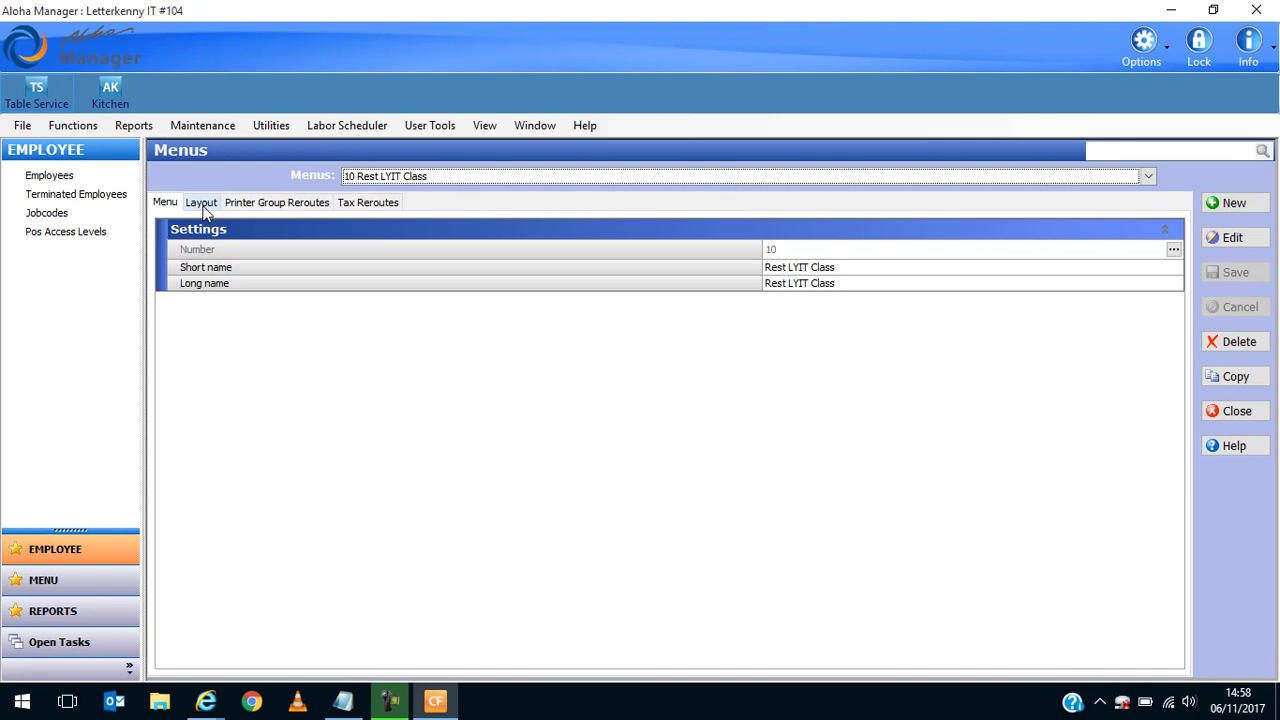 Aloha Manager : Letterkenny IT #104
Aloha
Manager
Options
Lock
Info
TS
Table Service
AK
Kitchen
File
Functions
Reports
Maintenance
Utilities
Labor Scheduler
User Tools
View
Window
Help
EMPLOYEE
Employees
Terminated Employees
Jobcodes
Pos Access Levels
EMPLOYEE
MENU
REPORTS
Open Tasks
»
Menus
Menus: 10 Rest LYIT Class
Menu
Layout
Printer Group Reroutes
Tax Reroutes
Settings
Number 10 ...
Short name Rest LYIT Class
Long name Rest LYIT Class
New
Edit
Save
Cancel
Delete
Copy
Close
Help
CF
14:58
06/11/2017